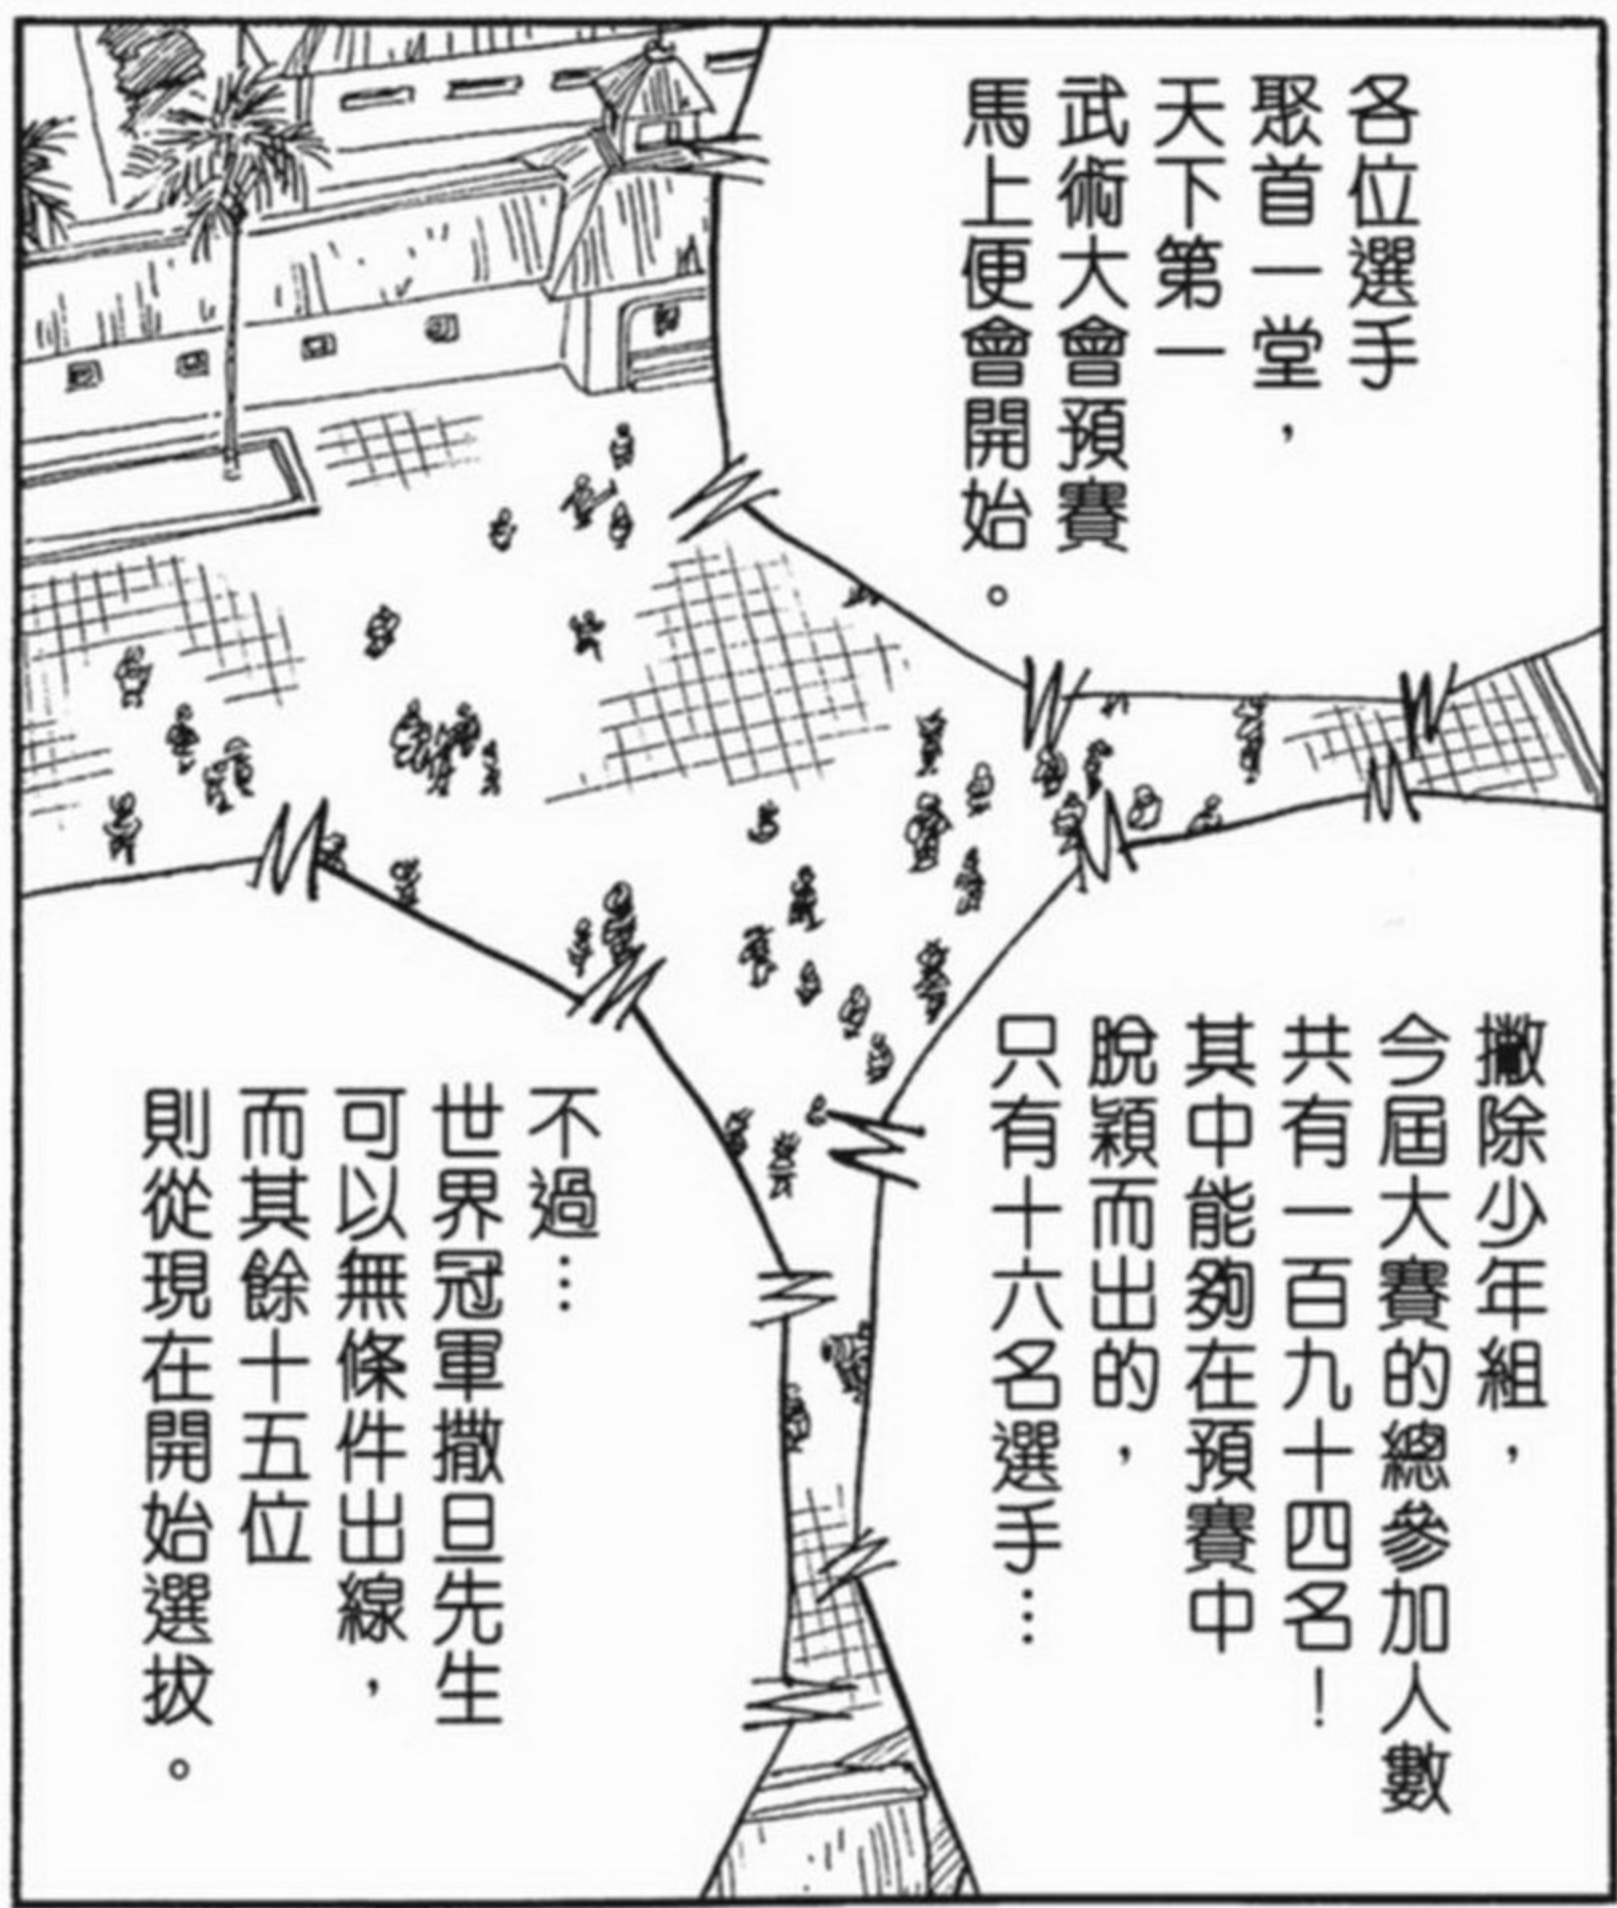 各位選手
聚首一堂，
天下第一
武術大會預賽
馬上便會開始。
撇除少年組，
今屆大賽的總參加人數
共有一百九十四名！
其中能夠在預賽中
脫穎而出的，
只有十六名選手…
不過…
世界冠軍撒旦先生
可以無條件出線，
而其餘十五位
則從現在開始選拔。